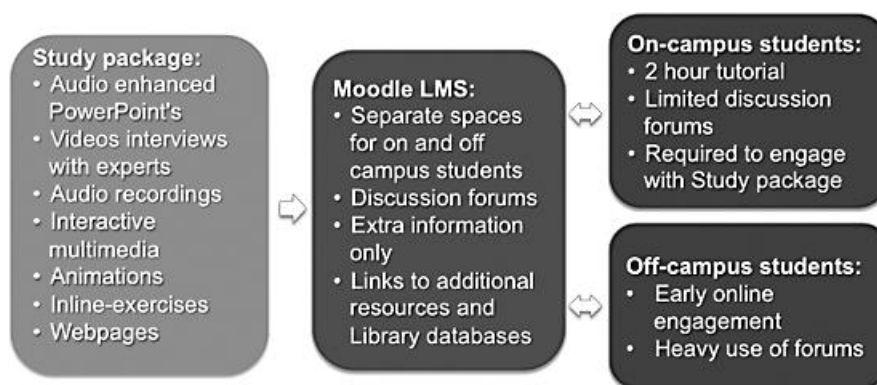 Study package:
• Audio enhanced
PowerPoint's
• Videos interviews
with experts
• Audio recordings
• Interactive
multimedia
• Animations
• Inline-exercises
• Webpages
Moodle LMS:
• Separate spaces
for on and off
campus students
• Discussion forums
• Extra information
only
• Links to additional
resources and
Library databases
On-campus students:
• 2 hour tutorial
• Limited discussion
forums
• Required to engage
with Study package
Off-campus students:
• Early online
engagement
• Heavy use of forums